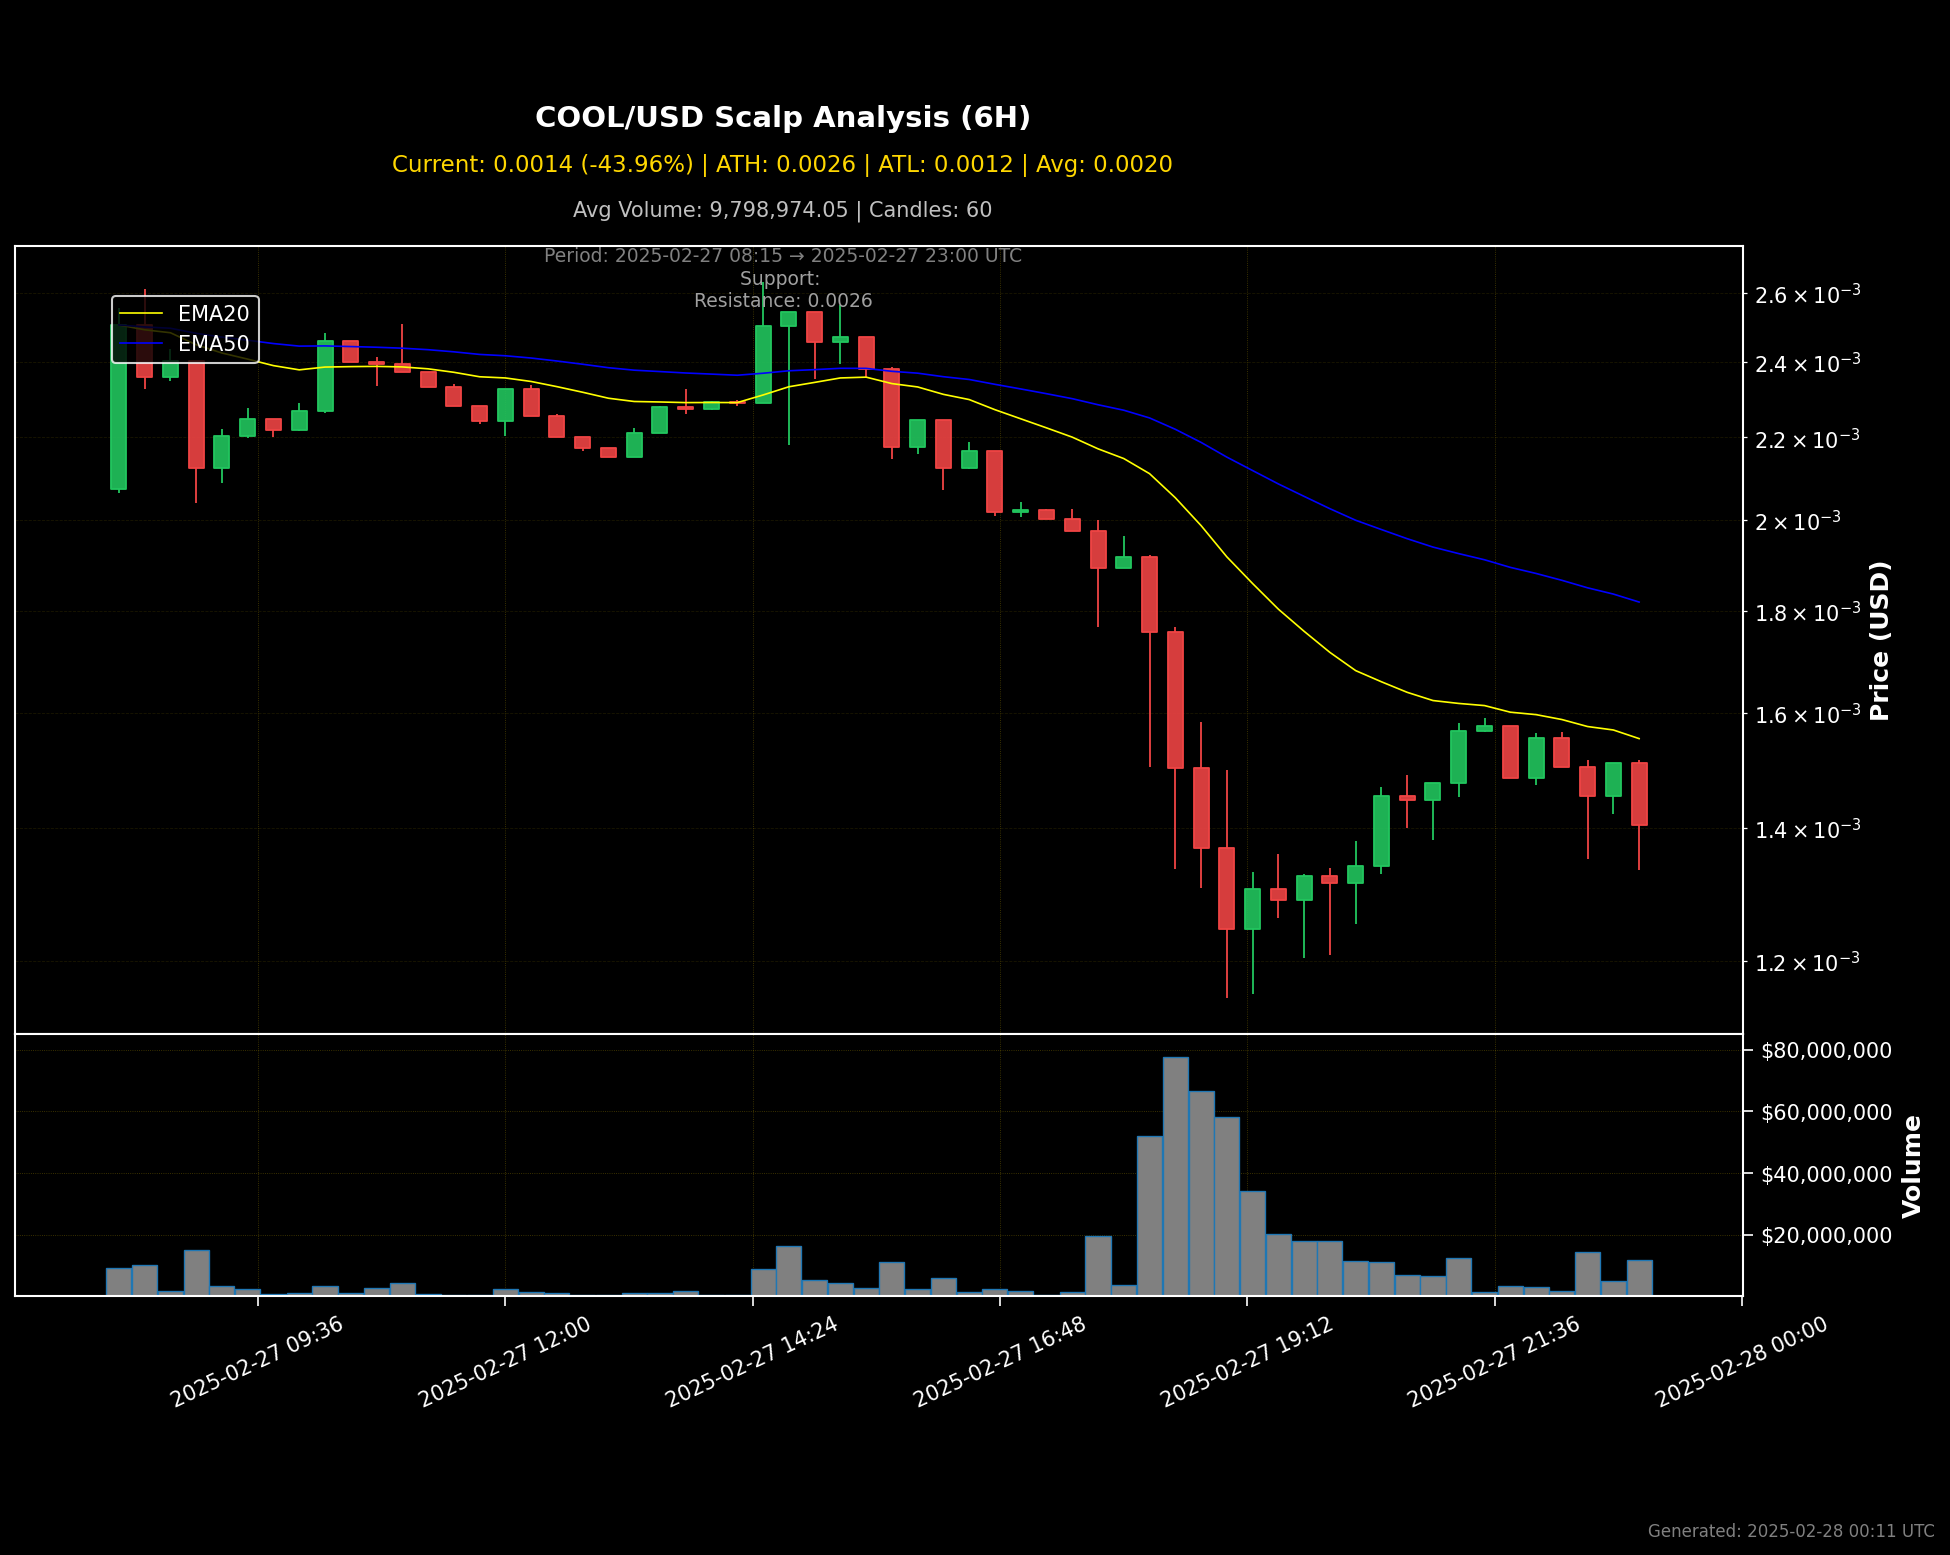 COOL/USD Scalp Analysis (6H)
Current: 0.0014 (-43.96%) | ATH: 0.0026 | ATL: 0.0012 | Avg: 0.0020
Avg Volume: 9,798,974.05 | Candles: 60
Period: 2025-02-27 08:15 → 2025-02-27 23:00 UTC
Support:
Resistance: 0.0026
EMA20
EMA50
2.6 × 10⁻³
2.4 × 10⁻³
2.2 × 10⁻³
2 × 10⁻³
1.8 × 10⁻³
1.6 × 10⁻³
1.4 × 10⁻³
1.2 × 10⁻³
Price (USD)
$80,000,000
$60,000,000
$40,000,000
$20,000,000
Volume
2025-02-27 09:36
2025-02-27 12:00
2025-02-27 14:24
2025-02-27 16:48
2025-02-27 19:12
2025-02-27 21:36
2025-02-28 00:00
Generated: 2025-02-28 00:11 UTC